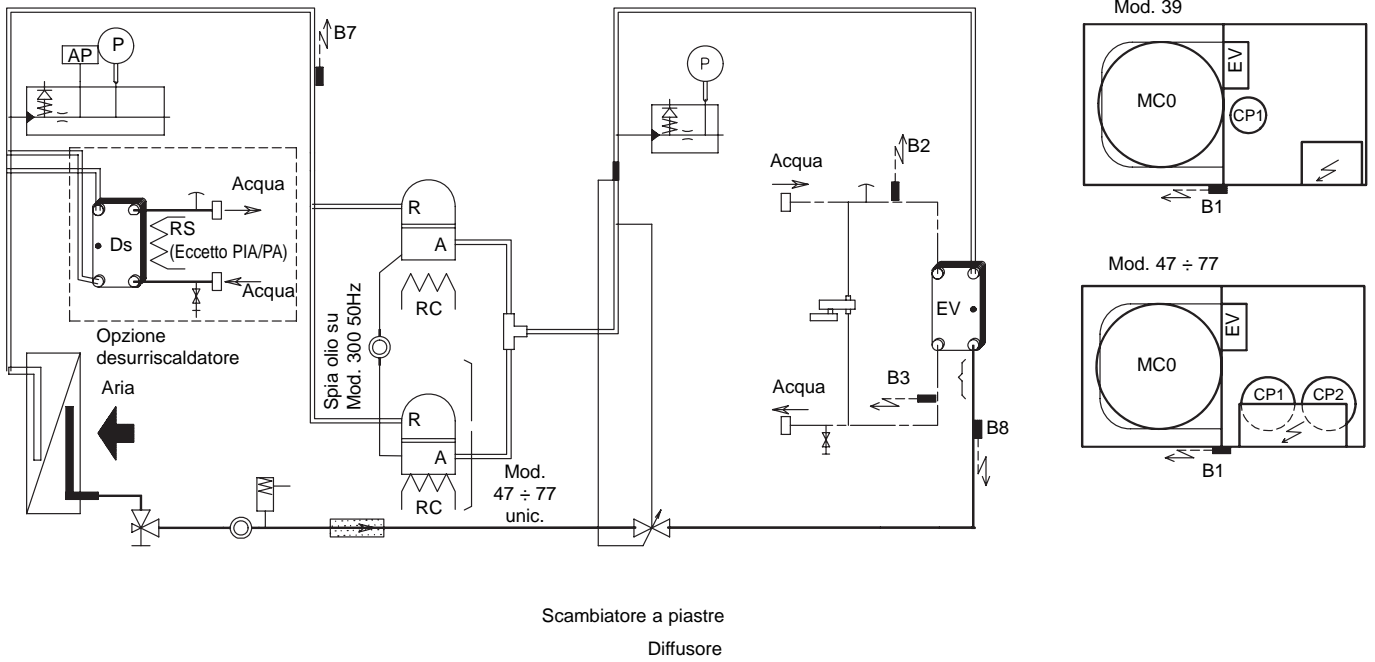 Mod. 39
B7
AP
P
P
EV
MC0
CP1
B2
Acqua
Acqua
B1
R
RS
Ds
(Eccetto PIA/PA)
A
Acqua
Mod. 47 ÷ 77
RC
EV
EV
Opzione
desurriscaldatore
Spia olio su
Mod. 300 50Hz
MC0
Aria
Acqua
B3
CP1
CP2
R
B8
A
Mod.
47 ÷ 77
unic.
RC
B1
Scambiatore a piastre
Diffusore